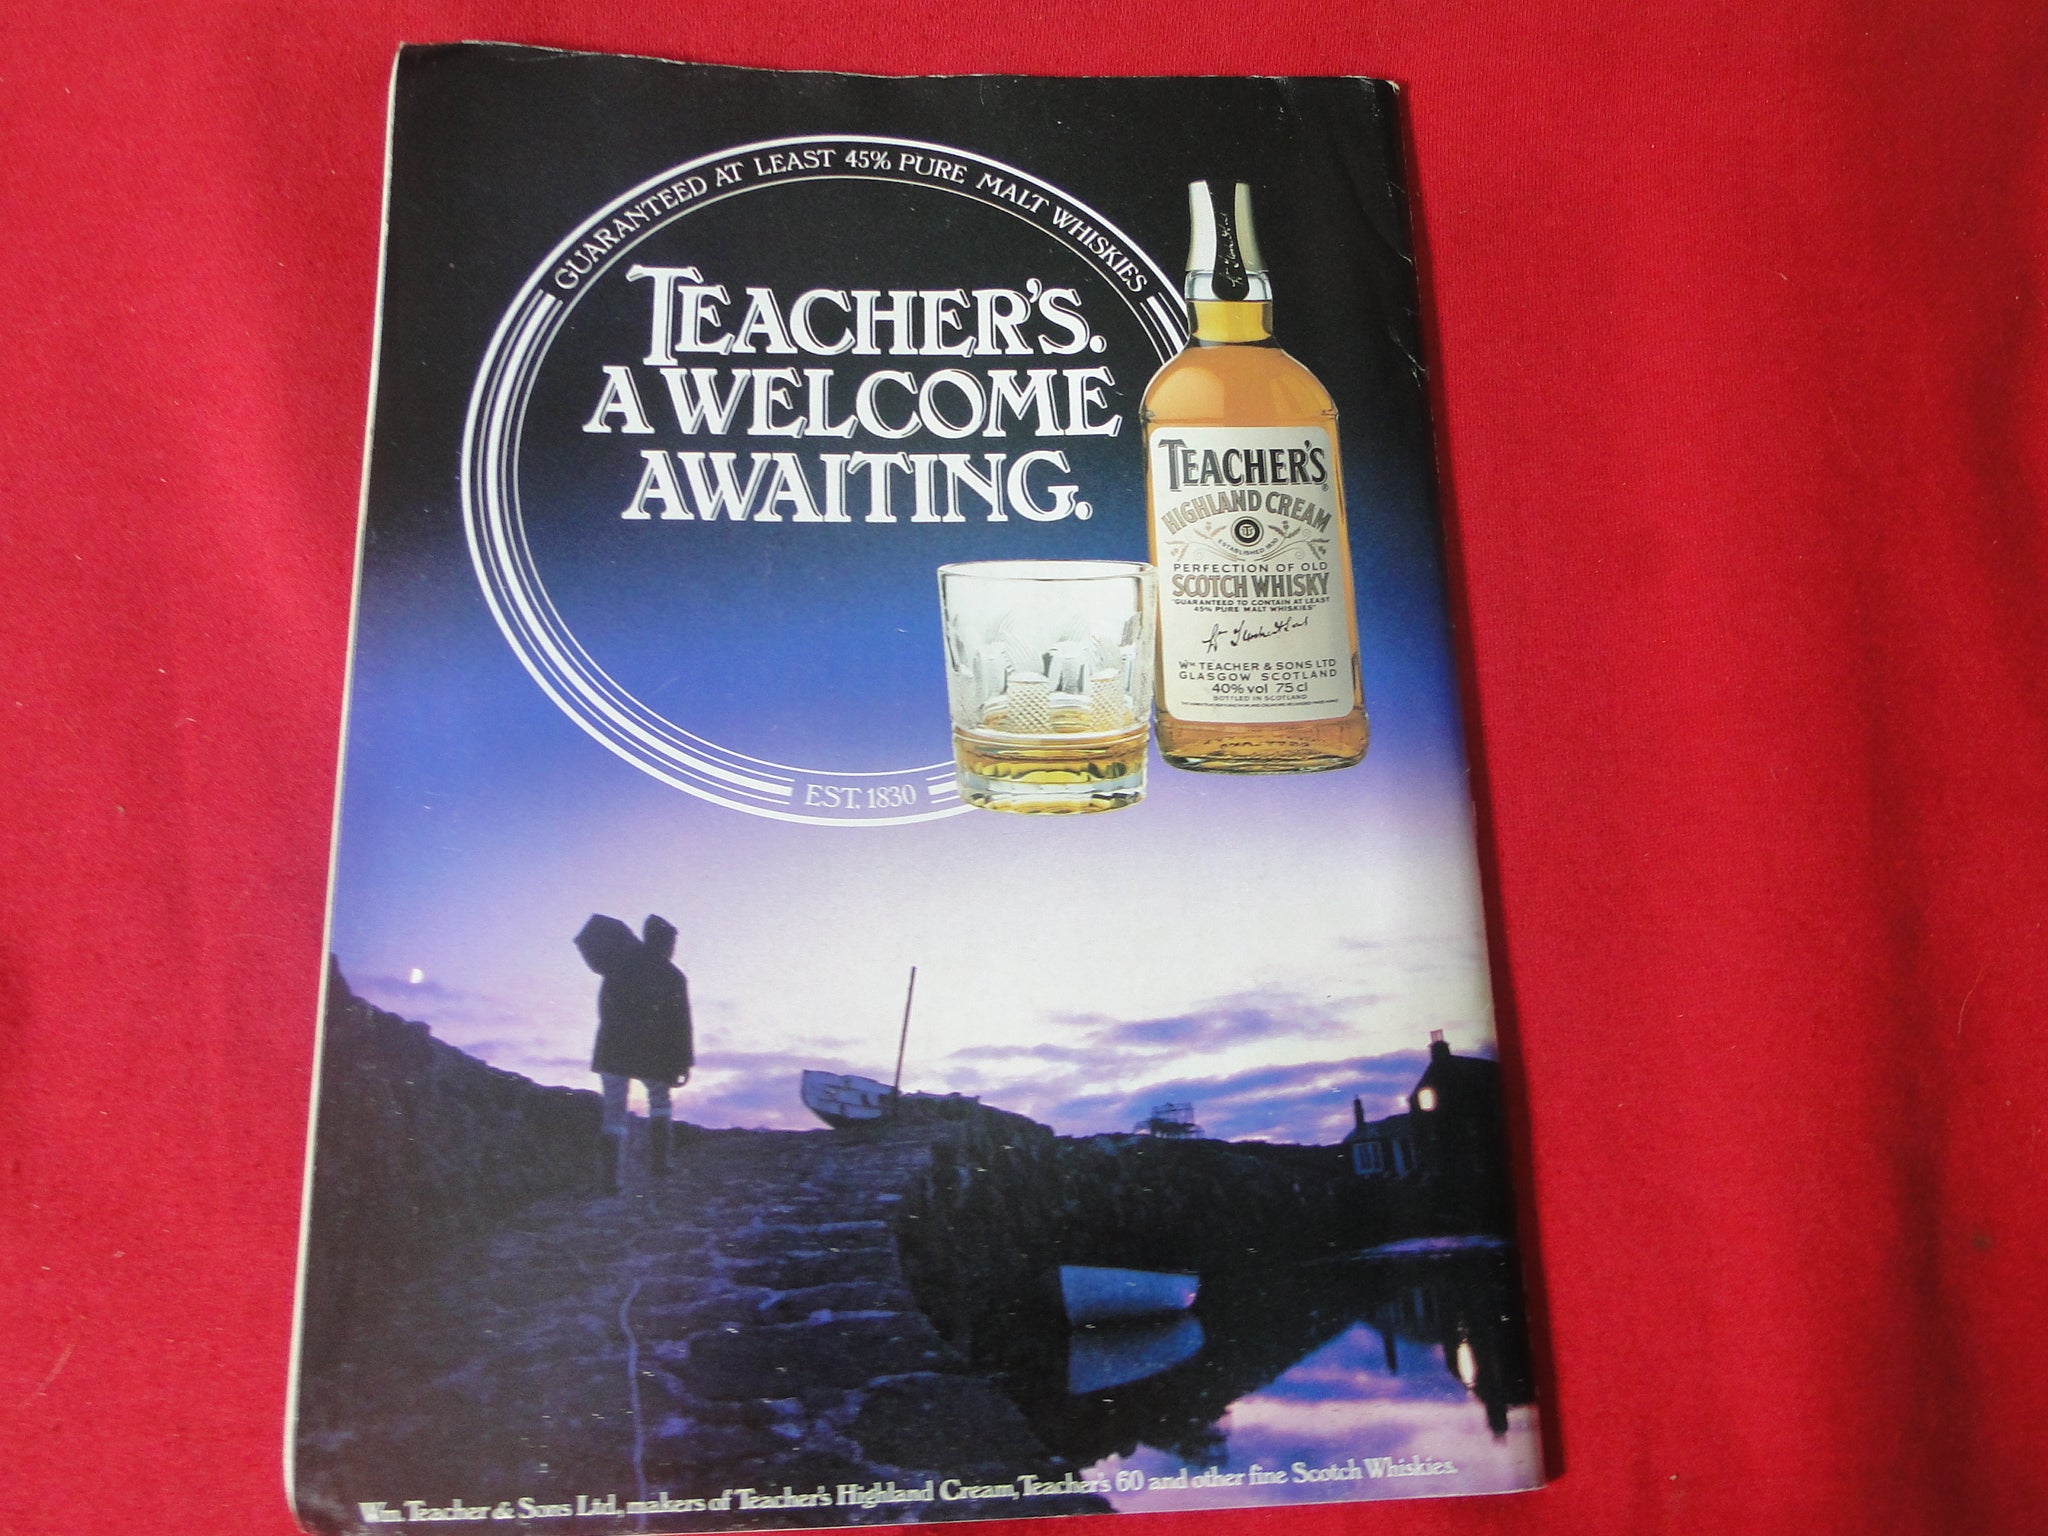 GUARANTEED AT LEAST 45% PURE MALT WHISKIES
TEACHER'S.
A WELCOME
AWAITING.
EST. 1830
TEACHER'S®
HIGHLAND CREAM
ESTABLISHED 1830
PERFECTION OF OLD
SCOTCH WHISKY
"GUARANTEED TO CONTAIN AT LEAST
45% PURE MALT WHISKIES"
Wm TEACHER & SONS LTD
GLASGOW SCOTLAND
40% vol 75 cl
BOTTLED IN SCOTLAND
Wm. Teacher & Sons Ltd, makers of Teacher's Highland Cream, Teacher's 60 and other fine Scotch Whiskies.